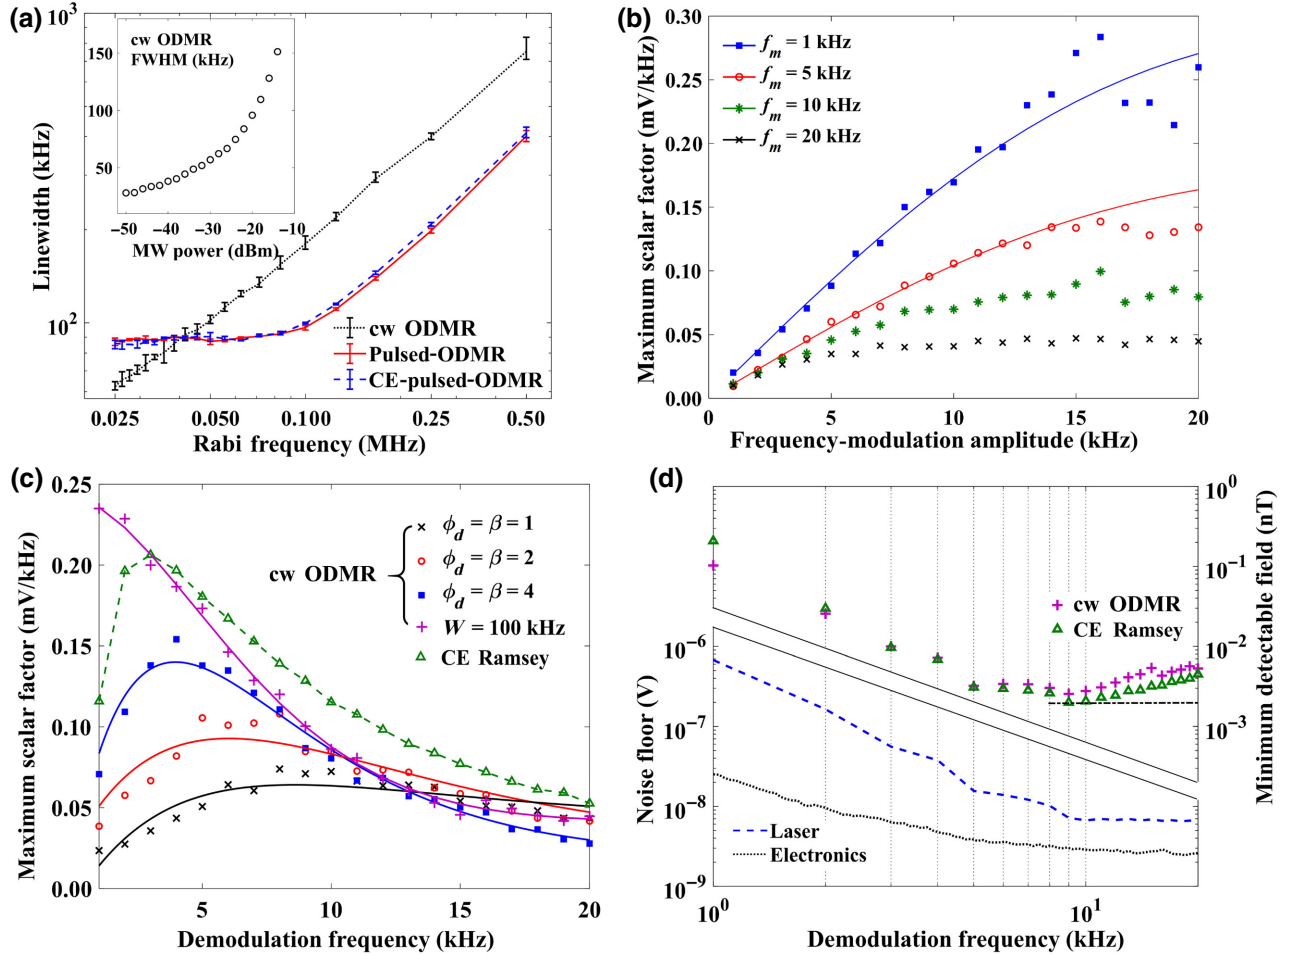 (a)
10³
10²
Linewidth (kHz)
cw ODMR
FWHM (kHz)
150
100
50
−50 −40 −30 −20 −10
MW power (dBm)
cw ODMR
Pulsed-ODMR
CE-pulsed-ODMR
0.025 0.050 0.100 0.25 0.50
Rabi frequency (MHz)
(b)
0.30
0.25
0.20
0.15
0.10
0.05
0.00
Maximum scalar factor (mV/kHz)
f_m = 1 kHz
f_m = 5 kHz
f_m = 10 kHz
f_m = 20 kHz
0 5 10 15 20
Frequency-modulation amplitude (kHz)
(c)
0.25
0.20
0.15
0.10
0.05
0.00
Maximum scalar factor (mV/kHz)
cw ODMR
ϕ_d = β = 1
ϕ_d = β = 2
ϕ_d = β = 4
W = 100 kHz
CE Ramsey
5 10 15 20
Demodulation frequency (kHz)
(d)
10⁻⁶
10⁻⁷
10⁻⁸
10⁻⁹
Noise floor (V)
10⁰
10⁻¹
10⁻²
10⁻³
Minimum detectable field (nT)
cw ODMR
CE Ramsey
Laser
Electronics
10⁰ 10¹
Demodulation frequency (kHz)